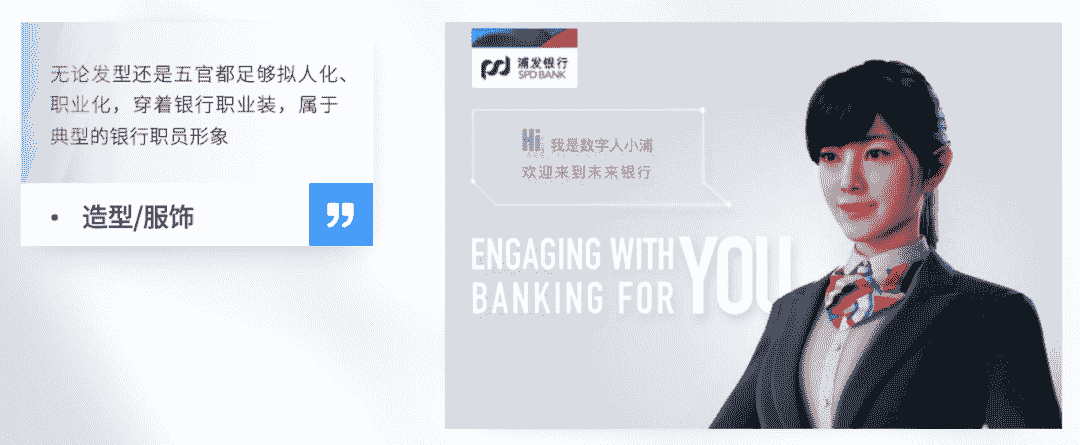 无论发型还是五官都足够拟人化、
职业化，穿着银行职业装，属于
典型的银行职员形象
• 造型/服饰
浦发银行
SPD BANK
Hi, 我是数字人小浦
欢迎来到未来银行
ENGAGING WITH YOU
BANKING FOR